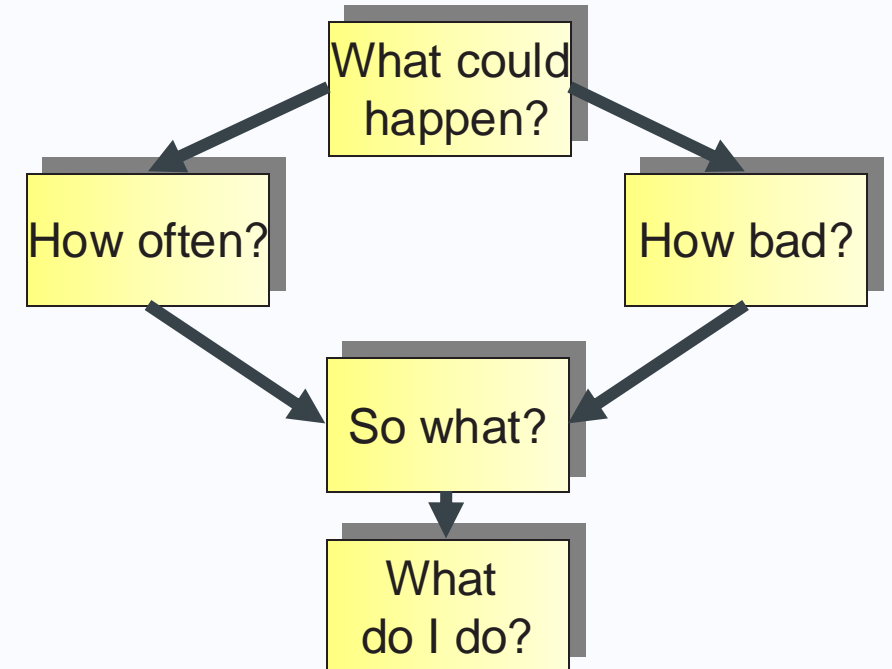 What could
happen?
How often?
How bad?
So what?
What
do I do?